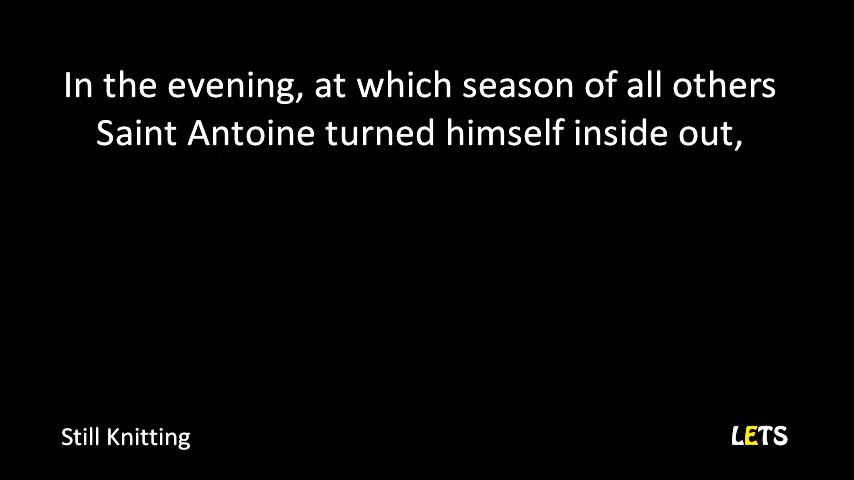 In the evening, at which season of all others
Saint Antoine turned himself inside out,
Still Knitting
LETS